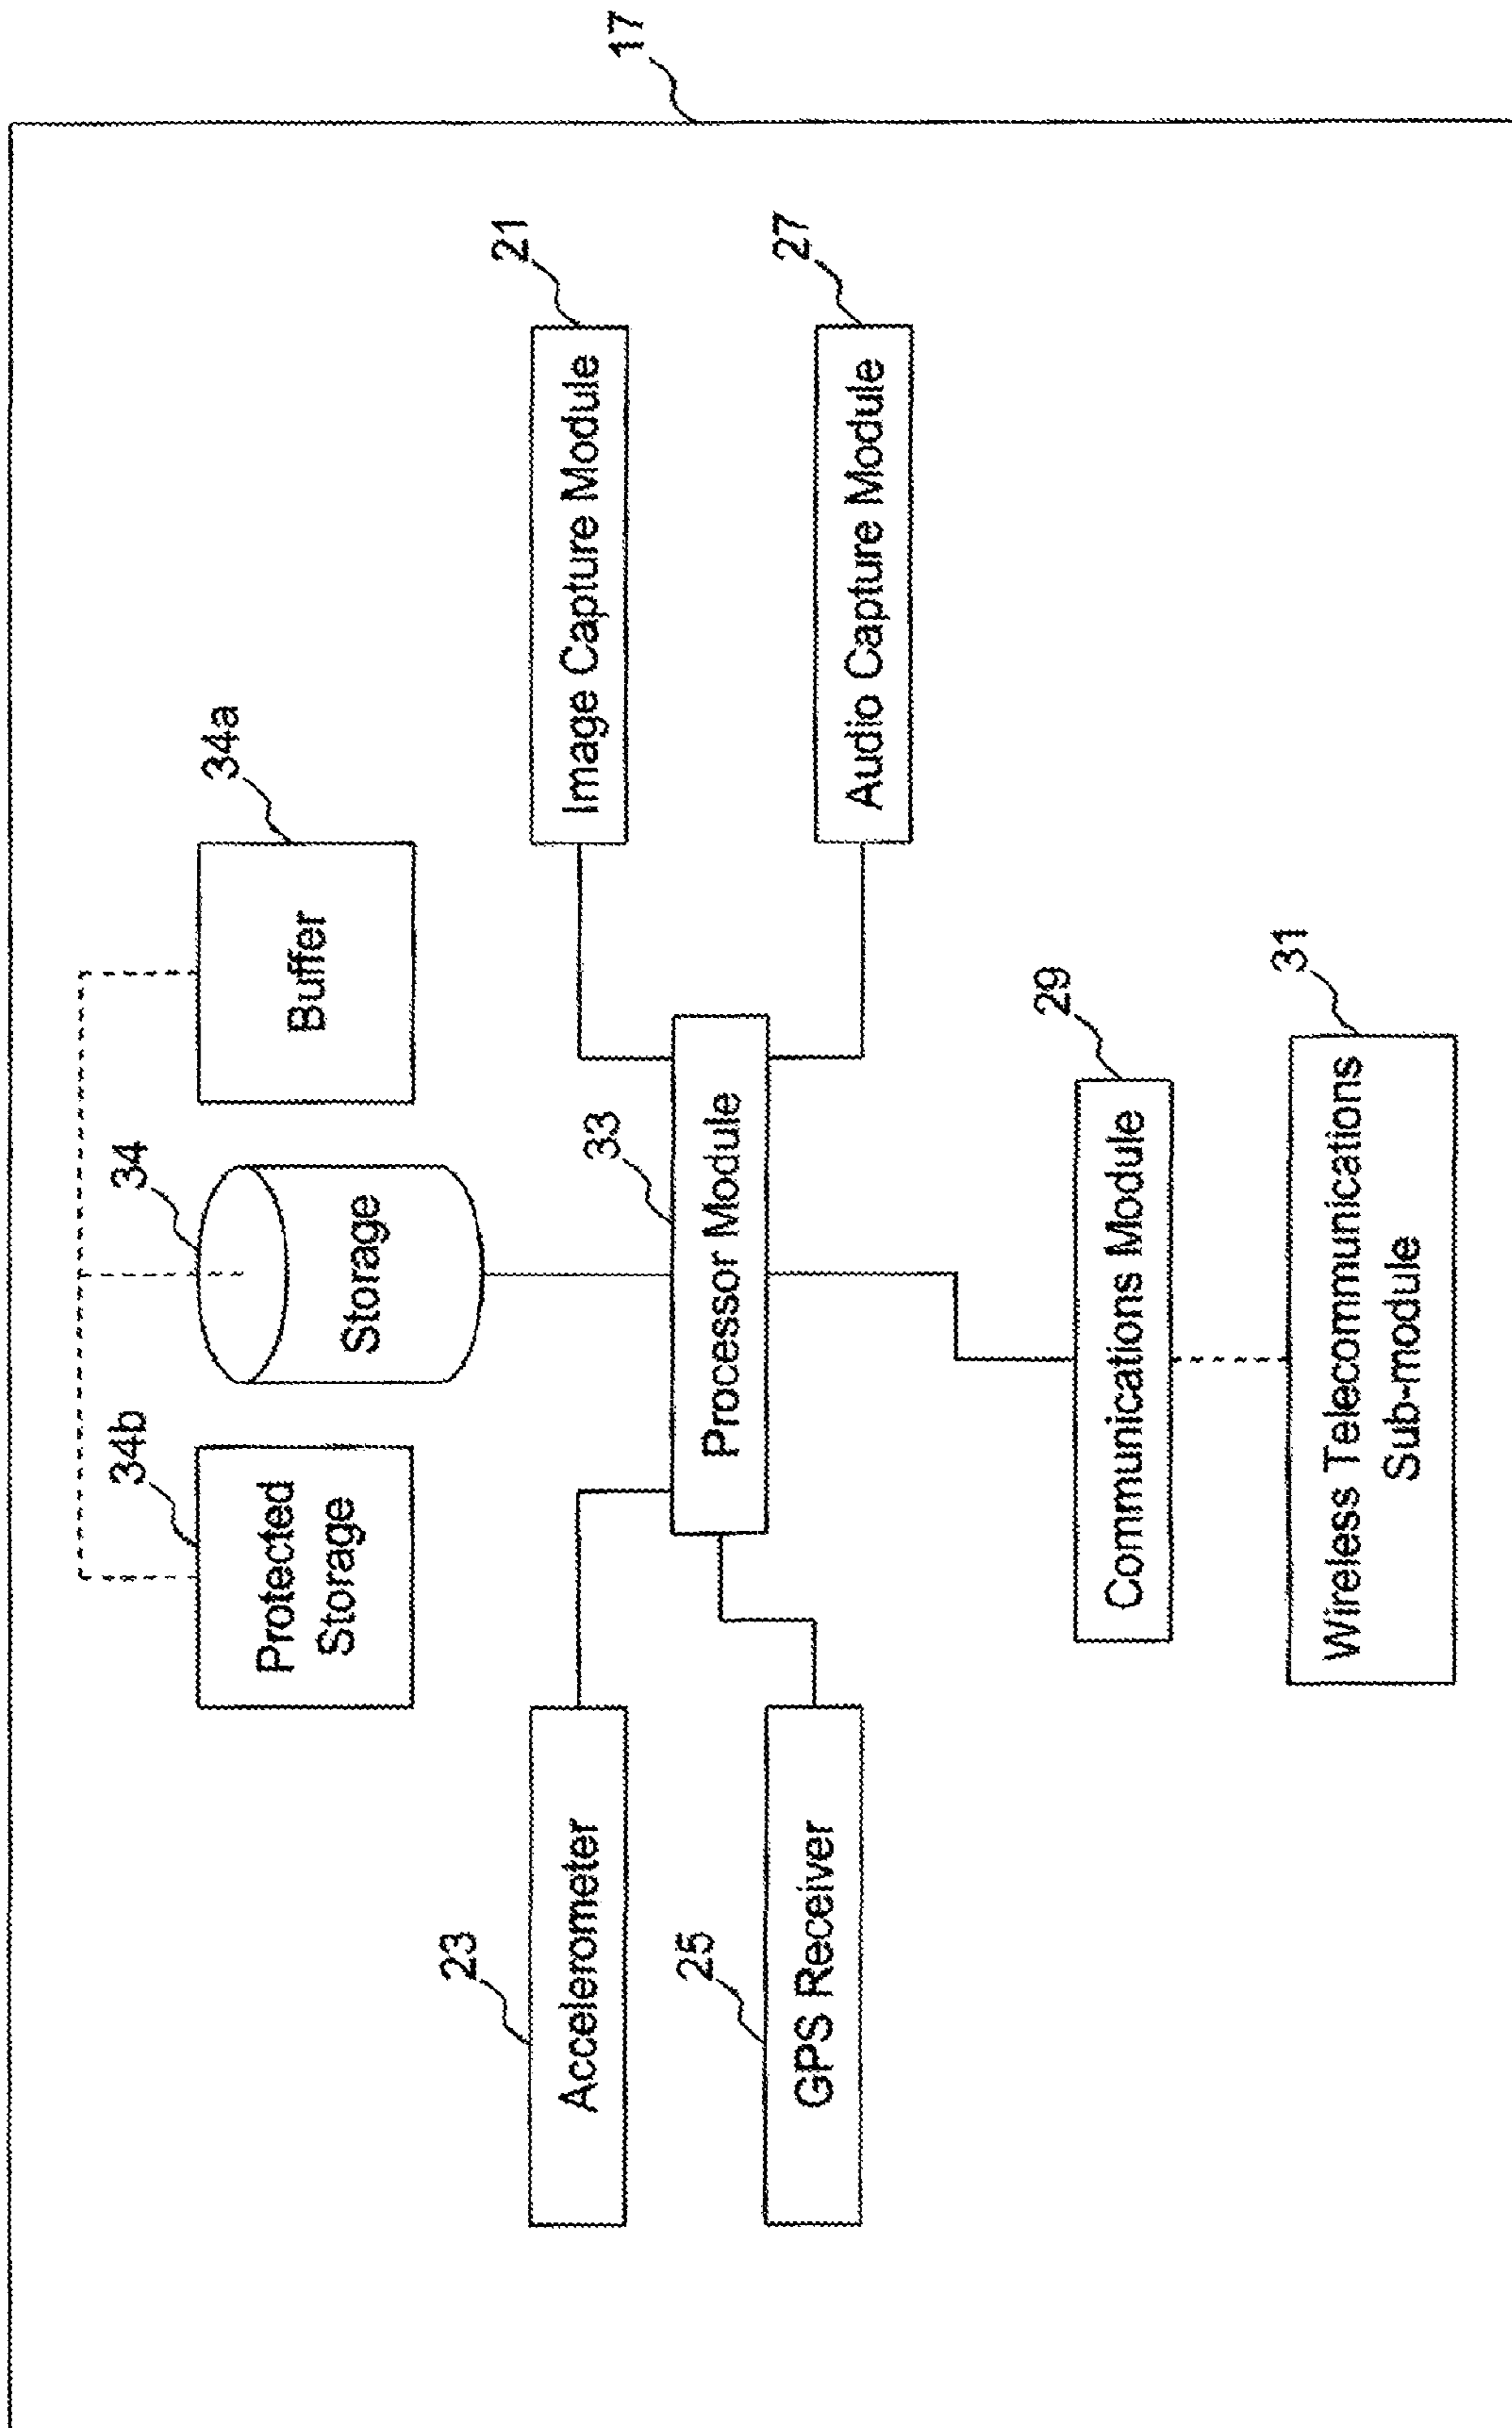 17
34b
34
34a
Protected
Storage
Storage
Buffer
23
Accelerometer
21
Image Capture Module
33
Processor Module
25
GPS Receiver
27
Audio Capture Module
29
Communications Module
31
Wireless Telecommunications
Sub-module